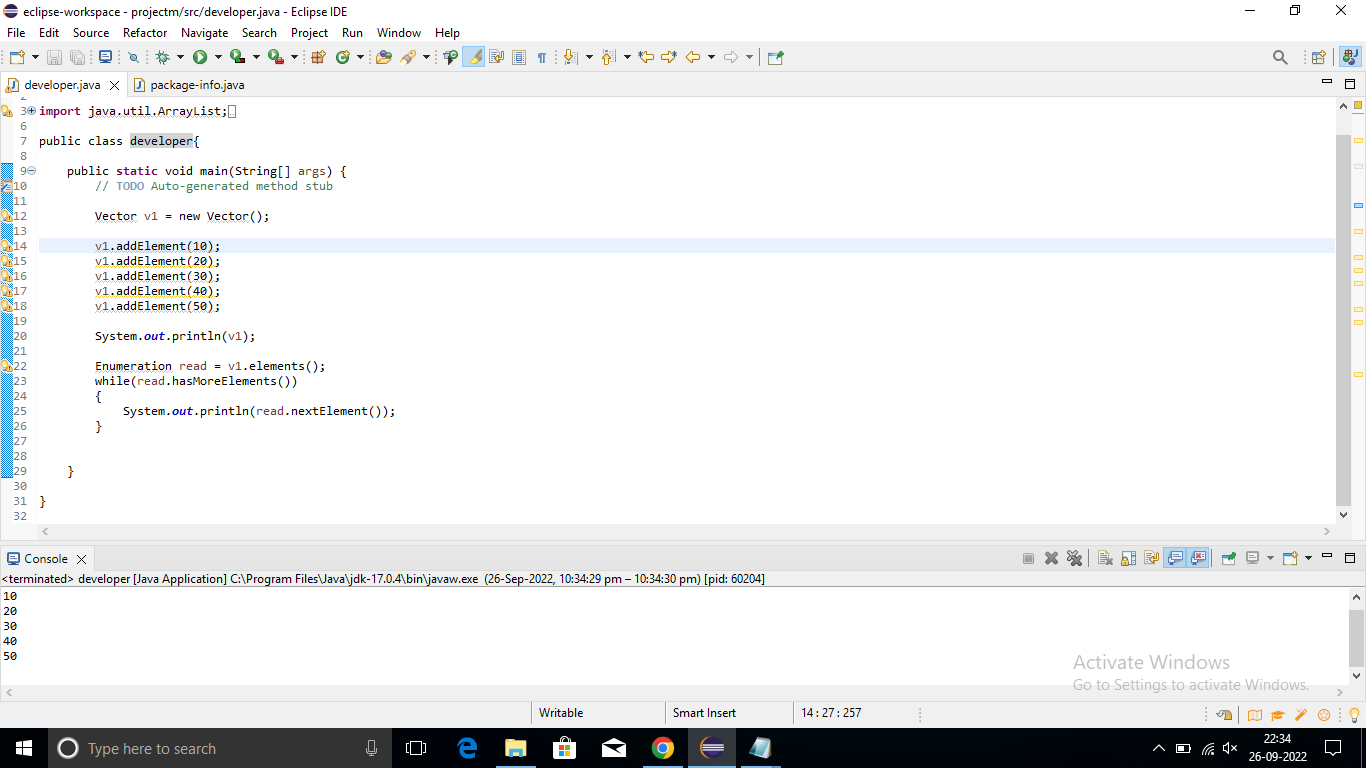 eclipse-workspace - projectm/src/developer.java - Eclipse IDE
File Edit Source Refactor Navigate Search Project Run Window Help
developer.java package-info.java
3 import java.util.ArrayList;
6
7 public class developer{
8
9 public static void main(String[] args) {
10 // TODO Auto-generated method stub
11
12 Vector v1 = new Vector();
13
14 v1.addElement(10);
15 v1.addElement(20);
16 v1.addElement(30);
17 v1.addElement(40);
18 v1.addElement(50);
19
20 System.out.println(v1);
21
22 Enumeration read = v1.elements();
23 while(read.hasMoreElements())
24 {
25 System.out.println(read.nextElement());
26 }
27
28
29 }
30
31 }
32
Console
<terminated> developer [Java Application] C:\Program Files\Java\jdk-17.0.4\bin\javaw.exe (26-Sep-2022, 10:34:29 pm – 10:34:30 pm) [pid: 60204]
10
20
30
40
50
Activate Windows
Go to Settings to activate Windows.
Writable Smart Insert 14 : 27 : 257
Type here to search
22:34
26-09-2022